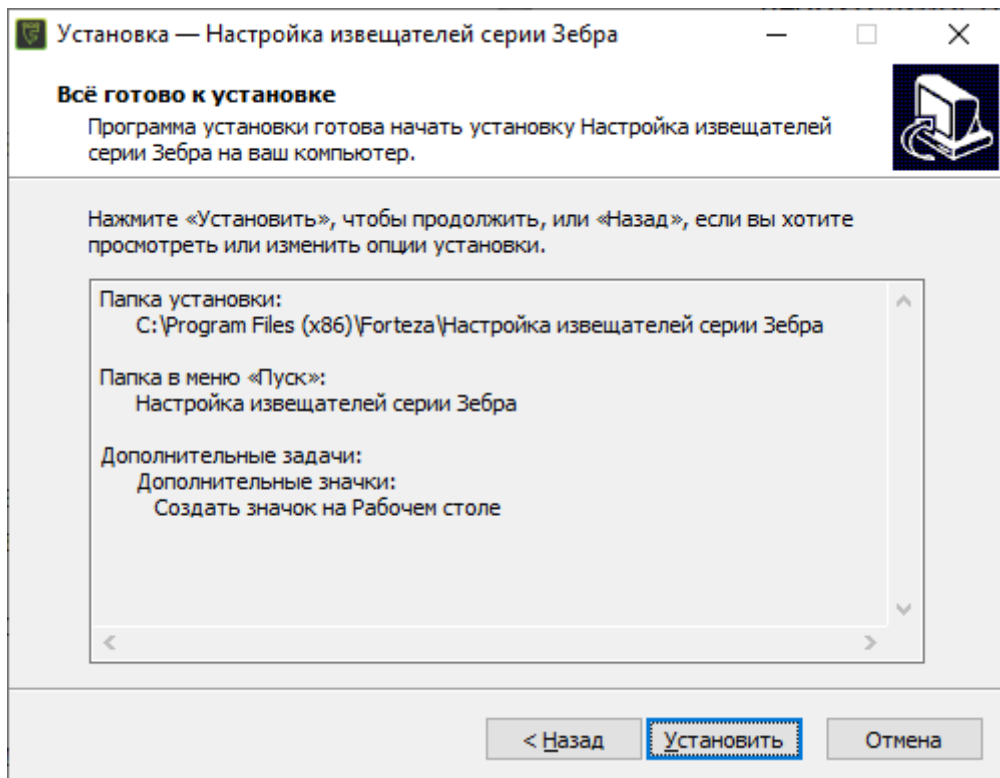 Установка — Настройка извещателей серии Зебра
Всё готово к установке
Программа установки готова начать установку Настройка извещателей
серии Зебра на ваш компьютер.
Нажмите «Установить», чтобы продолжить, или «Назад», если вы хотите
просмотреть или изменить опции установки.
Папка установки:
C:\Program Files (x86)\Forteza\Настройка извещателей серии Зебра
Папка в меню «Пуск»:
Настройка извещателей серии Зебра
Дополнительные задачи:
Дополнительные значки:
Создать значок на Рабочем столе
< Назад
Установить
Отмена